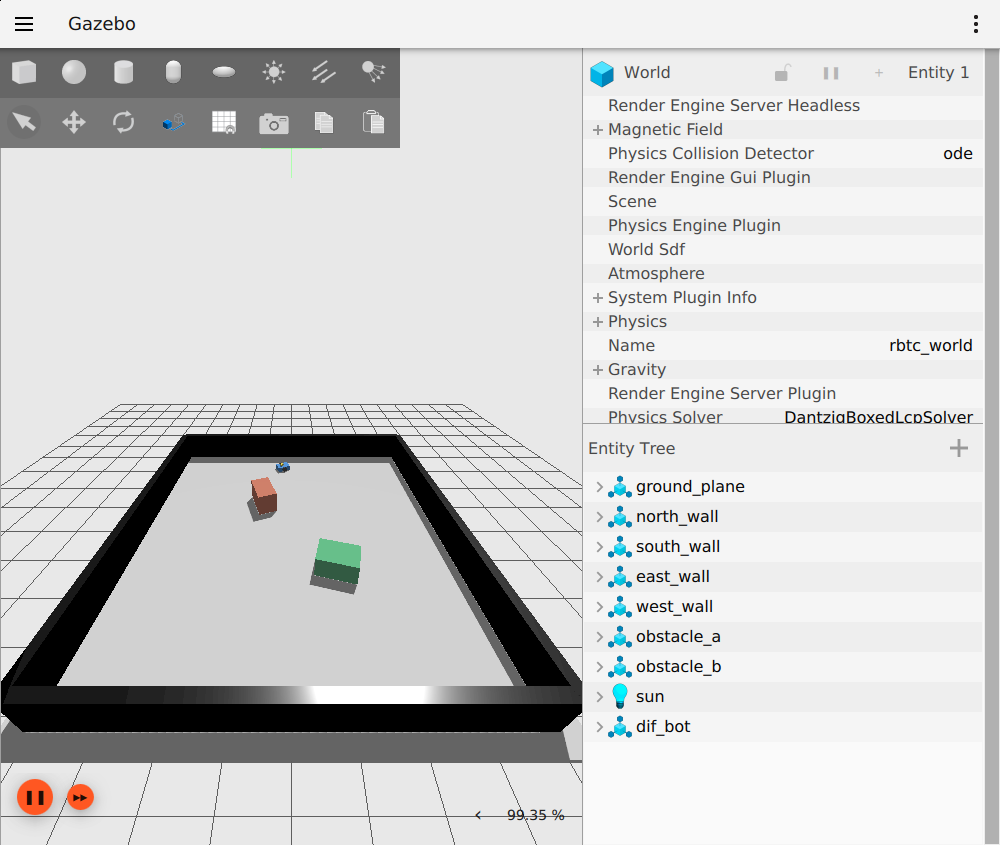 Gazebo
World
Entity 1
Render Engine Server Headless
Magnetic Field
Physics Collision Detector ode
Render Engine Gui Plugin
Scene
Physics Engine Plugin
World Sdf
Atmosphere
System Plugin Info
Physics
Name rbtc_world
Gravity
Render Engine Server Plugin
Physics Solver DantzigBoxedLcpSolver
Entity Tree
ground_plane
north_wall
south_wall
east_wall
west_wall
obstacle_a
obstacle_b
sun
dif_bot
99.35 %